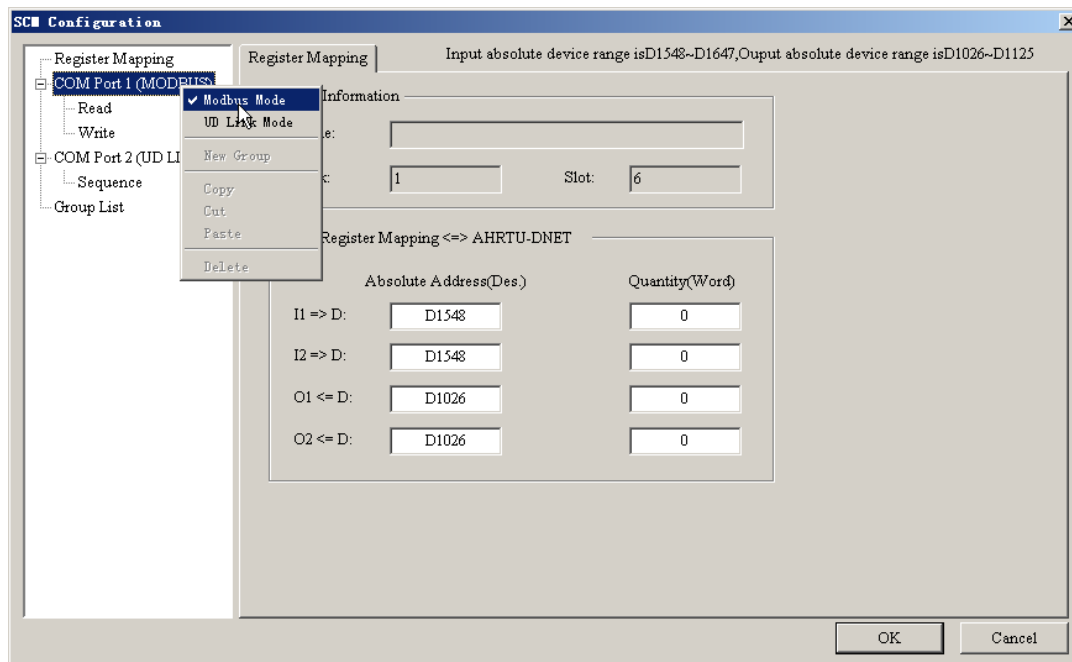 SCM Configuration
Register Mapping
COM Port 1 (MODBUS)
Read
Write
COM Port 2 (UD LI
Sequence
Group List
Modbus Mode
UD Link Mode
New Group
Copy
Cut
Paste
Delete
Register Mapping
Input absolute device range isD1548~D1647,Ouput absolute device range isD1026~D1125
Information
1
Slot:
6
Register Mapping <=> AHRTU-DNET
Absolute Address(Des.)
Quantity(Word)
I1 => D:
D1548
0
I2 => D:
D1548
0
O1 <= D:
D1026
0
O2 <= D:
D1026
0
OK
Cancel